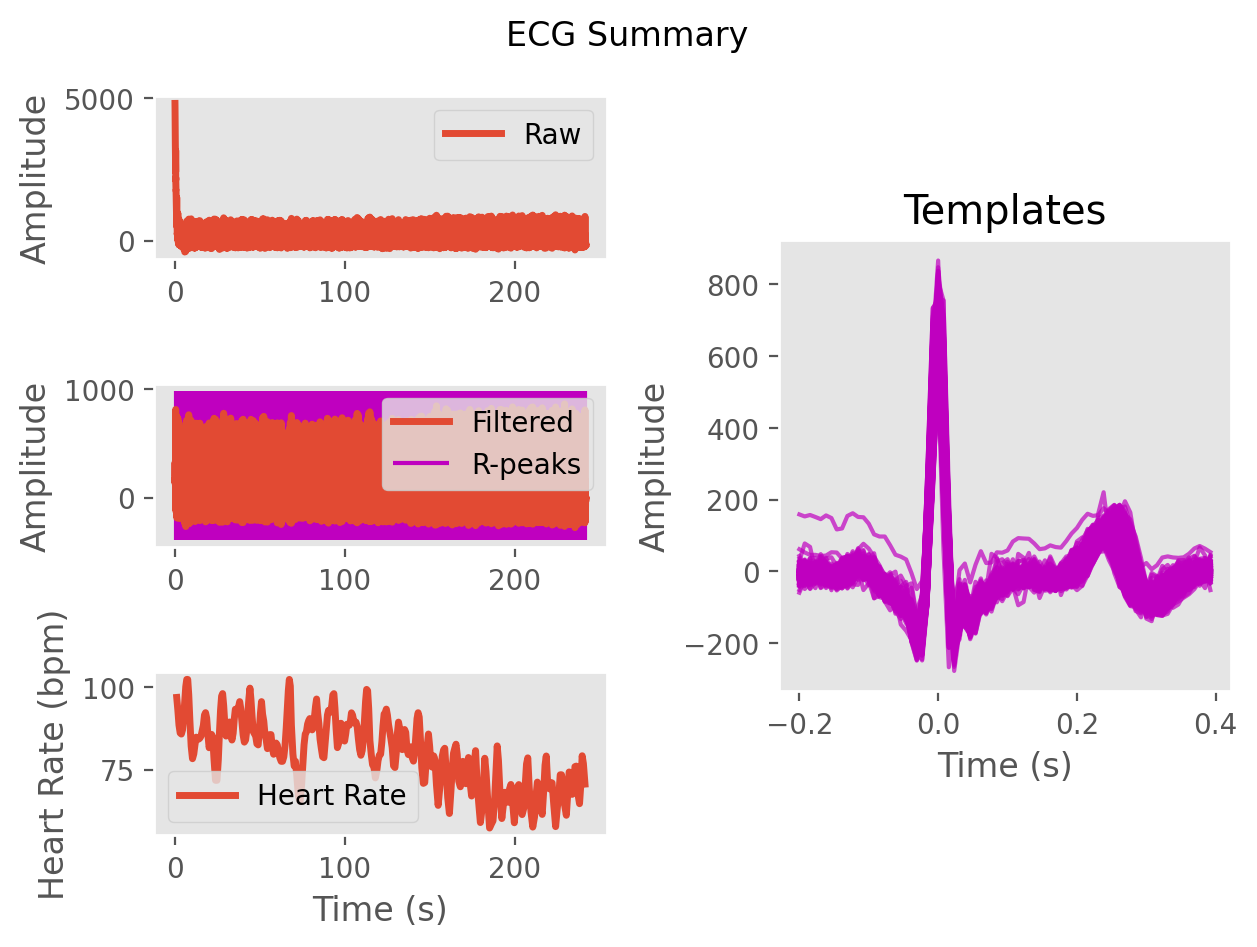 ECG Summary
Amplitude
5000
0
Raw
0 100 200
Amplitude
1000
0
Filtered
R-peaks
0 100 200
Heart Rate (bpm)
100
75
Heart Rate
0 100 200
Time (s)
Templates
Amplitude
800
600
400
200
0
−200
−0.2 0.0 0.2 0.4
Time (s)